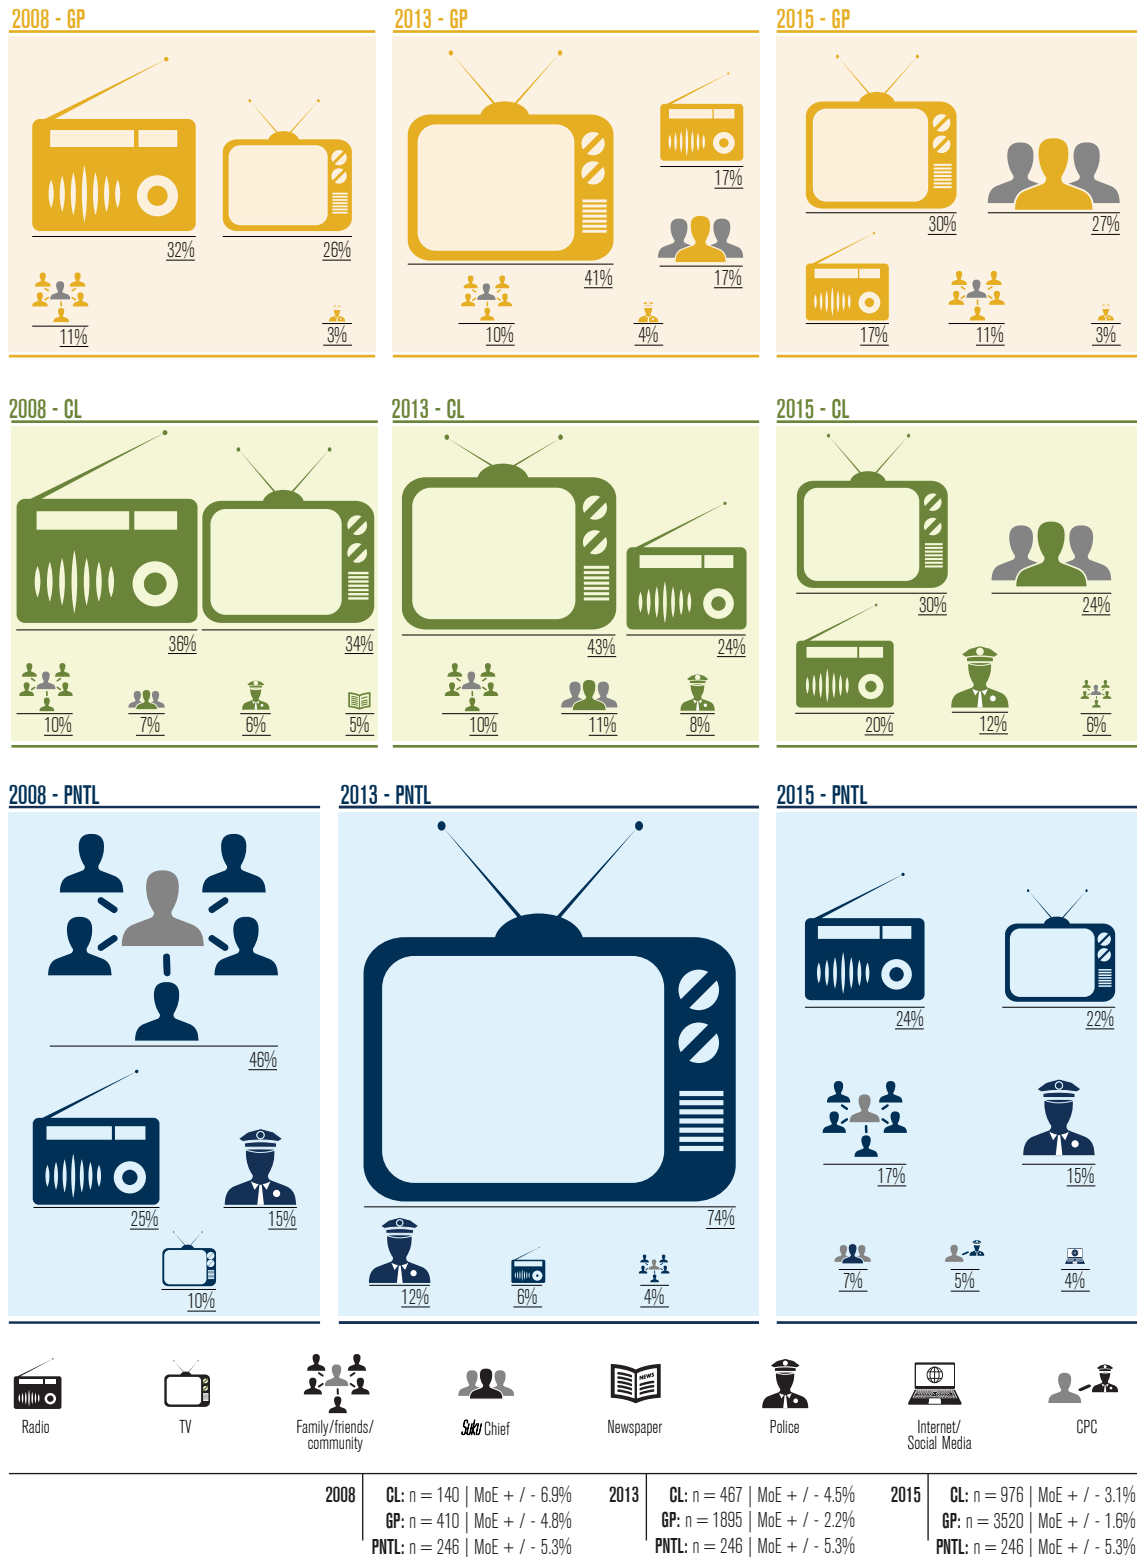 2008 - GP
2013 - GP
2015 - GP
32%
26%
11%
3%
41%
17%
17%
10%
4%
30%
27%
17%
11%
3%
2008 - CL
2013 - CL
2015 - CL
36%
34%
10%
7%
6%
5%
43%
24%
10%
11%
8%
30%
24%
20%
12%
6%
2008 - PNTL
2013 - PNTL
2015 - PNTL
46%
25%
15%
10%
74%
12%
6%
4%
24%
22%
17%
15%
7%
5%
4%
NEWS
Radio
TV
Family/friends/
community
Suku Chief
Newspaper
Police
Internet/
Social Media
CPC
2008
CL: n = 140 | MoE + / - 6.9%
GP: n = 410 | MoE + / - 4.8%
PNTL: n = 246 | MoE + / - 5.3%
2013
CL: n = 467 | MoE + / - 4.5%
GP: n = 1895 | MoE + / - 2.2%
PNTL: n = 246 | MoE + / - 5.3%
2015
CL: n = 976 | MoE + / - 3.1%
GP: n = 3520 | MoE + / - 1.6%
PNTL: n = 246 | MoE + / - 5.3%